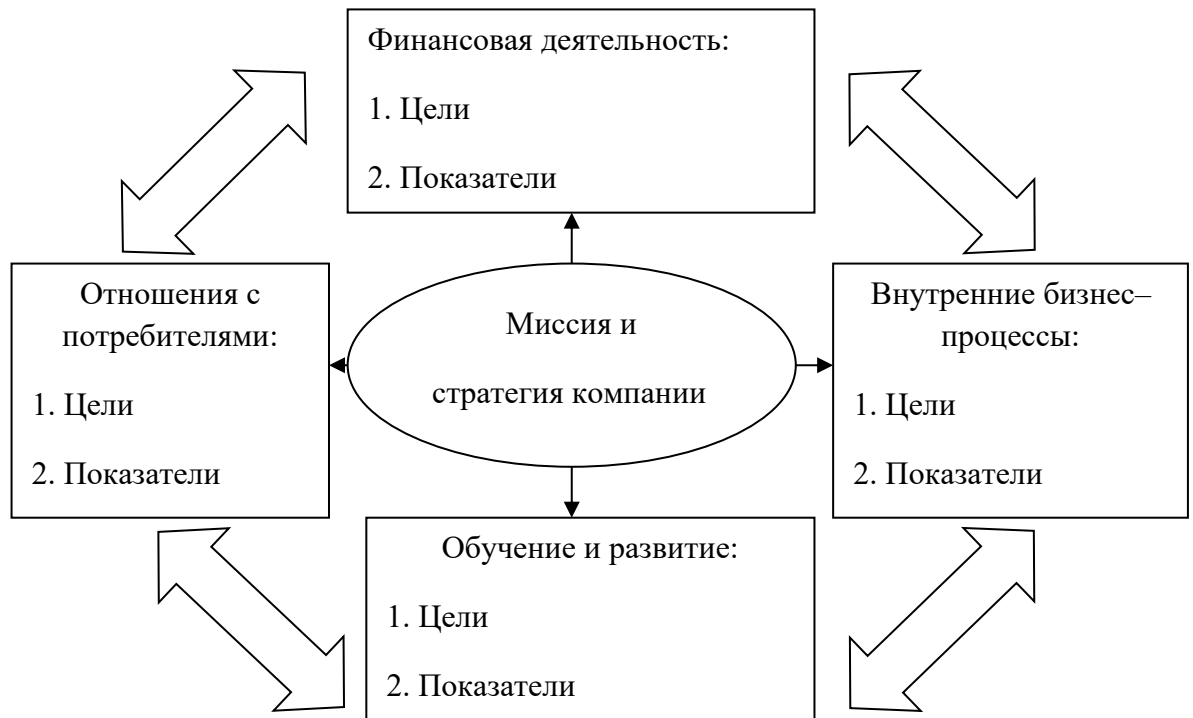 Финансовая деятельность:
1. Цели
2. Показатели
Отношения с
потребителями:
1. Цели
2. Показатели
Миссия и
стратегия компании
Внутренние бизнес–
процессы:
1. Цели
2. Показатели
Обучение и развитие:
1. Цели
2. Показатели